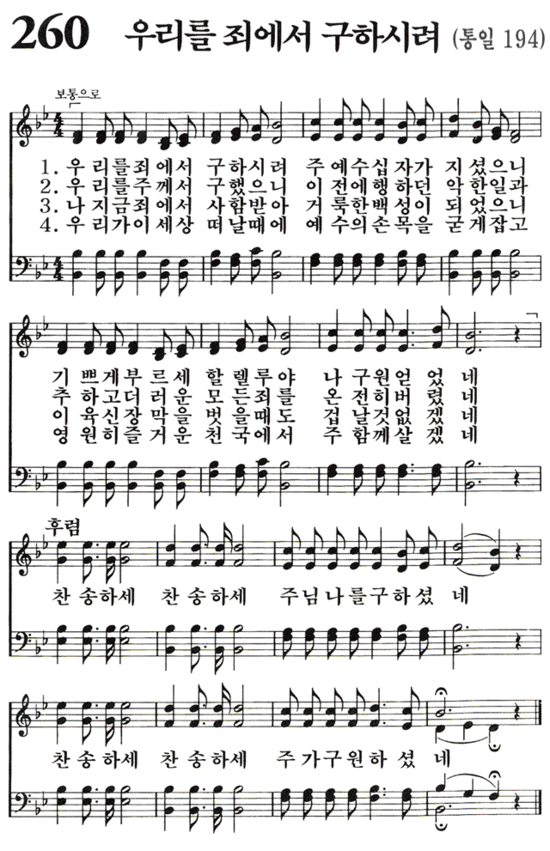 260 우리를 죄에서 구하시려 (통일 194)
보통으로
1. 우리를죄에서 구하시려 주예수십자가 지셨으니
2. 우리를주께서 구했으니 이전에행하던 악한일과
3. 나지금죄에서 사함받아 거룩한백성이 되었으니
4. 우리가이세상 떠날때에 예수의손목을 굳게잡고
기쁘게부르세 할렐루야 나구원얻었네
추하고더러운 모든죄를 온전히버렸네
이육신장막을 벗을때도 겁날것없겠네
영원히즐거운 천국에서 주함께살겠네
후렴
찬송하세 찬송하세 주님나를구하셨네
찬송하세 찬송하세 주가구원하셨네